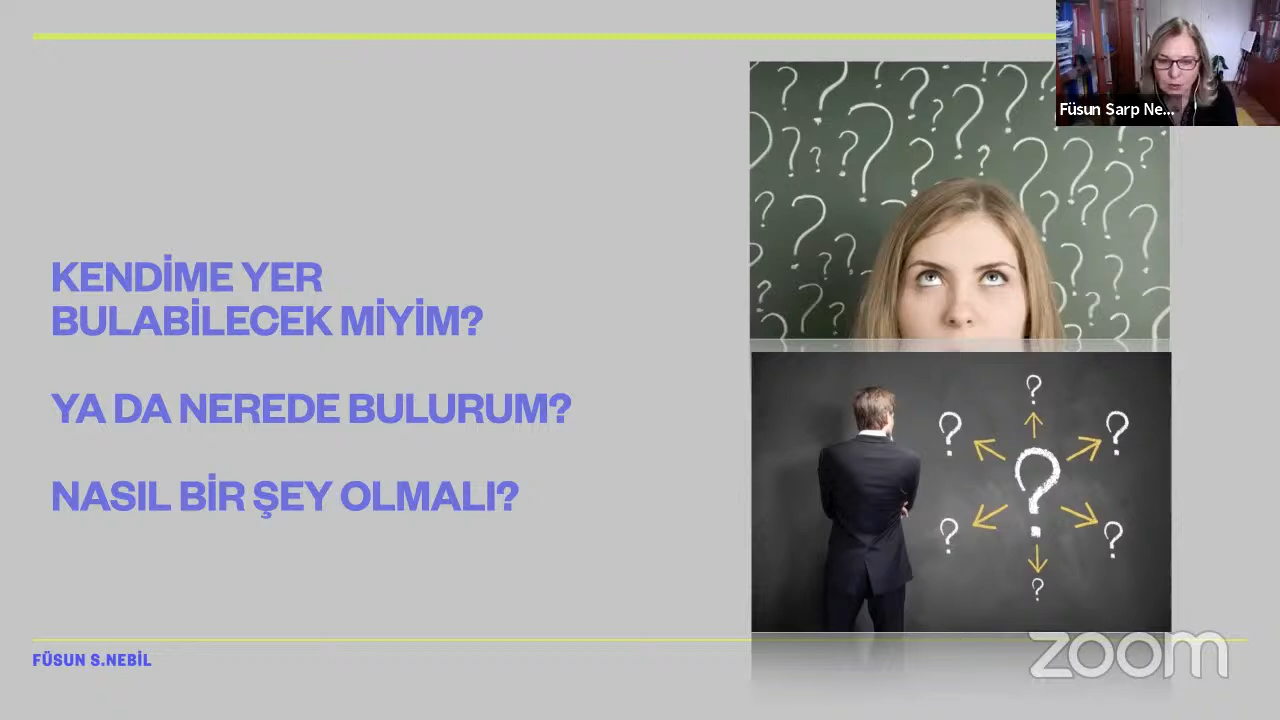 Füsun Sarp Ne...
KENDİME YER
BULABİLECEK MİYİM?
YA DA NEREDE BULURUM?
NASIL BİR ŞEY OLMALI?
FÜSUN S.NEBİL
zoom